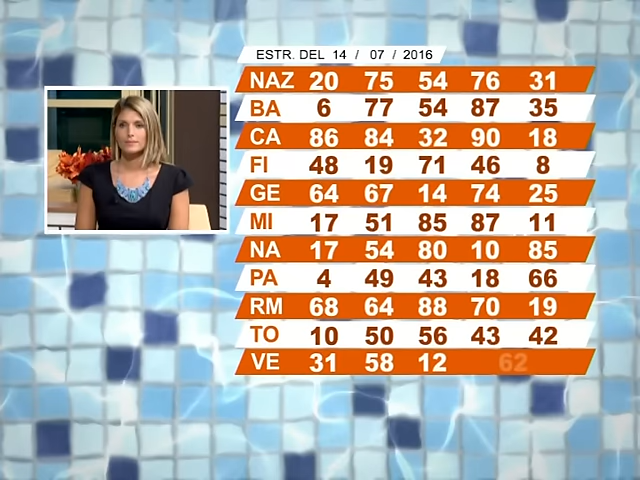 ESTR. DEL 14 / 07 / 2016
NAZ 20 75 54 76 31
BA 6 77 54 87 35
CA 86 84 32 90 18
FI 48 19 71 46 8
GE 64 67 14 74 25
MI 17 51 85 87 11
NA 17 54 80 10 85
PA 4 49 43 18 66
RM 68 64 88 70 19
TO 10 50 56 43 42
VE 31 58 12 62